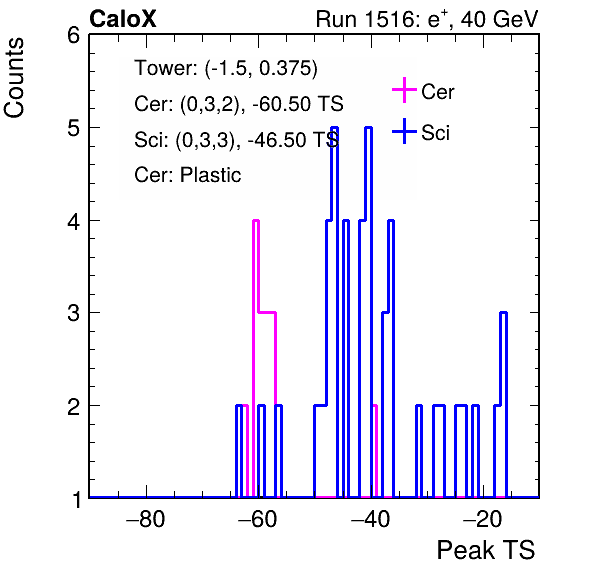 CaloX Run 1516: e⁺, 40 GeV
Counts
6
5
4
3
2
1
Tower: (-1.5, 0.375)
Cer: (0,3,2), -60.50 TS
Sci: (0,3,3), -46.50 TS
Cer: Plastic
Cer
Sci
−80 −60 −40 −20
Peak TS